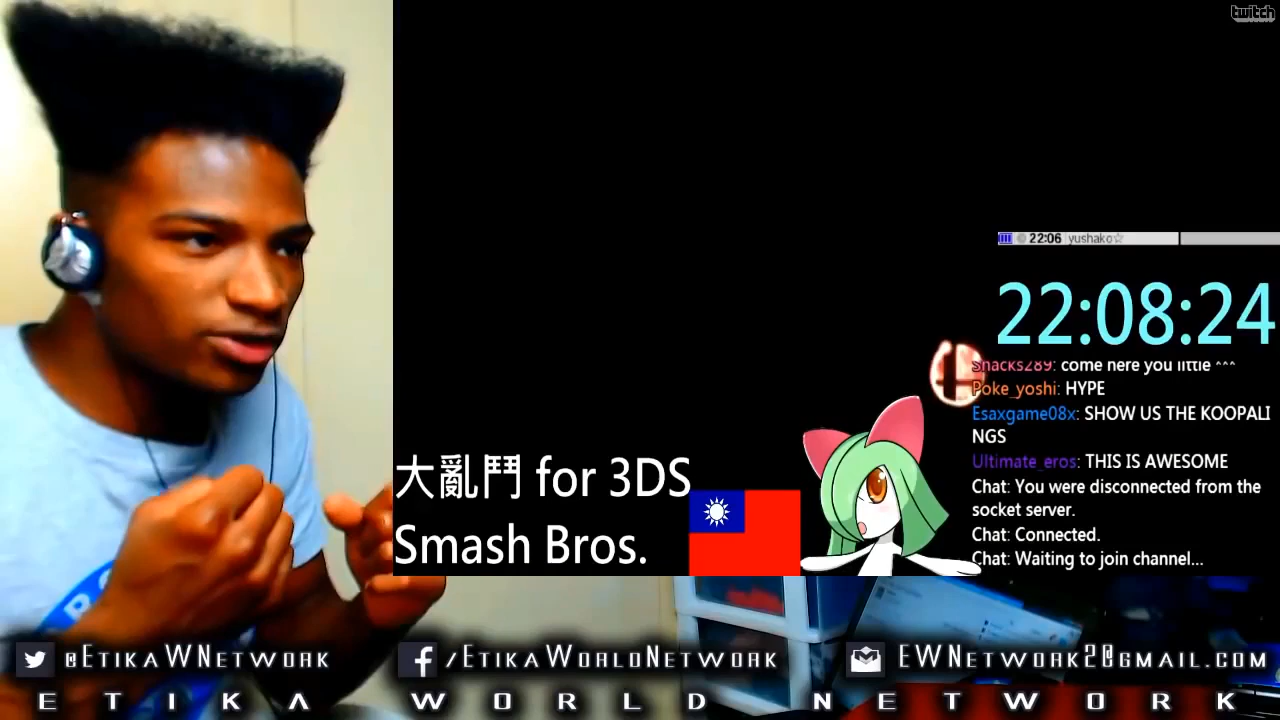 twitch
22:06 yushako☆
22:08:24
Snacks289: come here you little ^^^
Poke_yoshi: HYPE
Esaxgame08x: SHOW US THE KOOPALI
NGS
Ultimate_eros: THIS IS AWESOME
Chat: You were disconnected from the
socket server.
Chat: Connected.
Chat: Waiting to join channel...
大亂鬥 for 3DS
Smash Bros.
@EtikaWNetwork
/EtikaWorldNetwork
EWNetwork2@gmail.com
ETIKA WORLD NETWORK